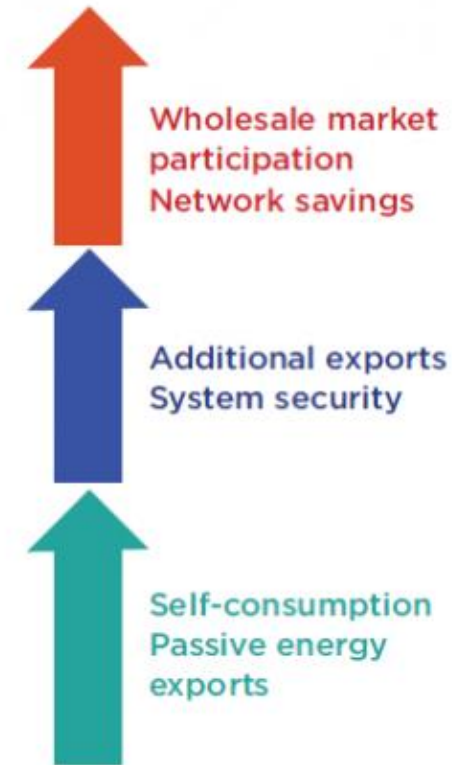 Wholesale market
participation
Network savings
Additional exports
System security
Self-consumption
Passive energy
exports